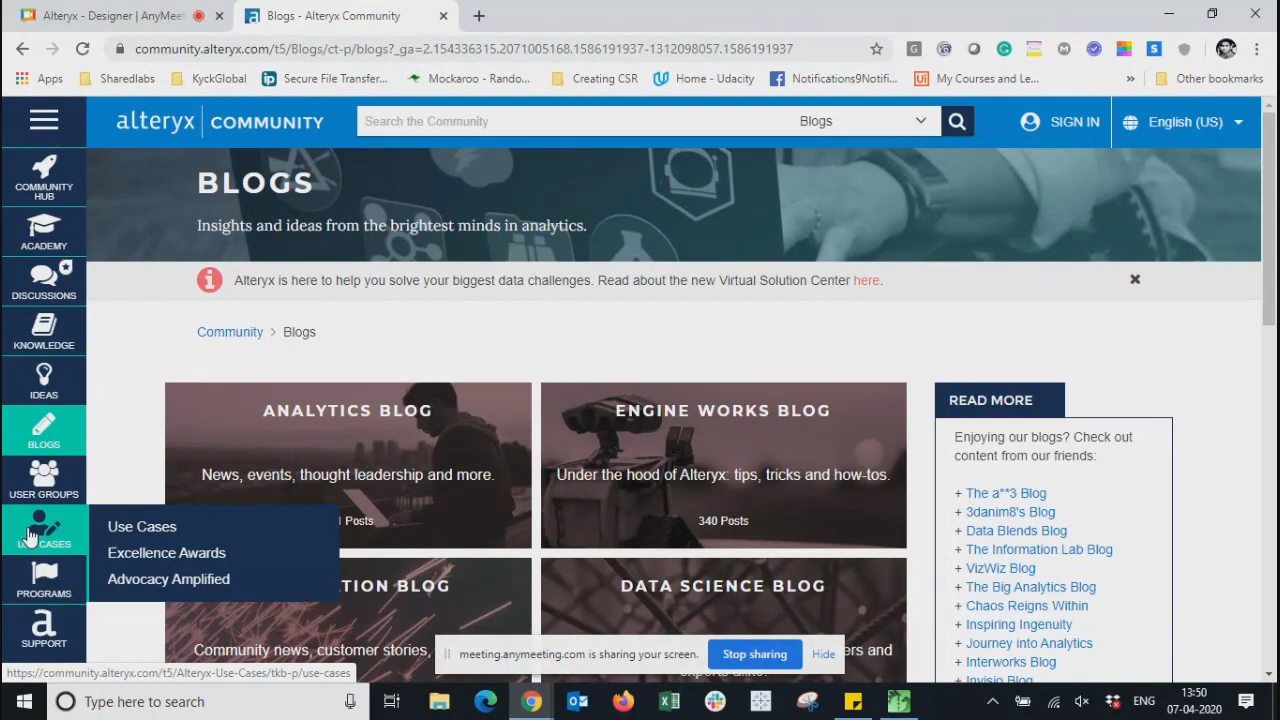 Alteryx - Designer | AnyMeet
Blogs - Alteryx Community
community.alteryx.com/t5/Blogs/ct-p/blogs?_ga=2.154336315.2071005168.1586191937-1312098057.1586191937
Apps
Sharedlabs
KyckGlobal
Secure File Transfer...
Mockaroo - Rando...
Creating CSR
Home - Udacity
Notifications9Notifi...
My Courses and Le...
»
Other bookmarks
alteryx COMMUNITY
Search the Community
Blogs
SIGN IN
English (US)
COMMUNITY
HUB
ACADEMY
DISCUSSIONS
KNOWLEDGE
IDEAS
BLOGS
USER GROUPS
CASES
PROGRAMS
SUPPORT
BLOGS
Insights and ideas from the brightest minds in analytics.
Alteryx is here to help you solve your biggest data challenges. Read about the new Virtual Solution Center here.
Community > Blogs
ANALYTICS BLOG
News, events, thought leadership and more.
Posts
ENGINE WORKS BLOG
Under the hood of Alteryx: tips, tricks and how-tos.
340 Posts
Use Cases
Excellence Awards
Advocacy Amplified
TION BLOG
Community news, customer stories,
DATA SCIENCE BLOG
ers and
READ MORE
Enjoying our blogs? Check out
content from our friends:
+ The a**3 Blog
+ 3danim8's Blog
+ Data Blends Blog
+ The Information Lab Blog
+ VizWiz Blog
+ The Big Analytics Blog
+ Chaos Reigns Within
+ Inspiring Ingenuity
+ Journey into Analytics
+ Interworks Blog
+ Invisio Blog
meeting.anymeeting.com is sharing your screen.
Stop sharing
Hide
https://community.alteryx.com/t5/Alteryx-Use-Cases/tkb-p/use-cases
Type here to search
ENG
13:50
07-04-2020